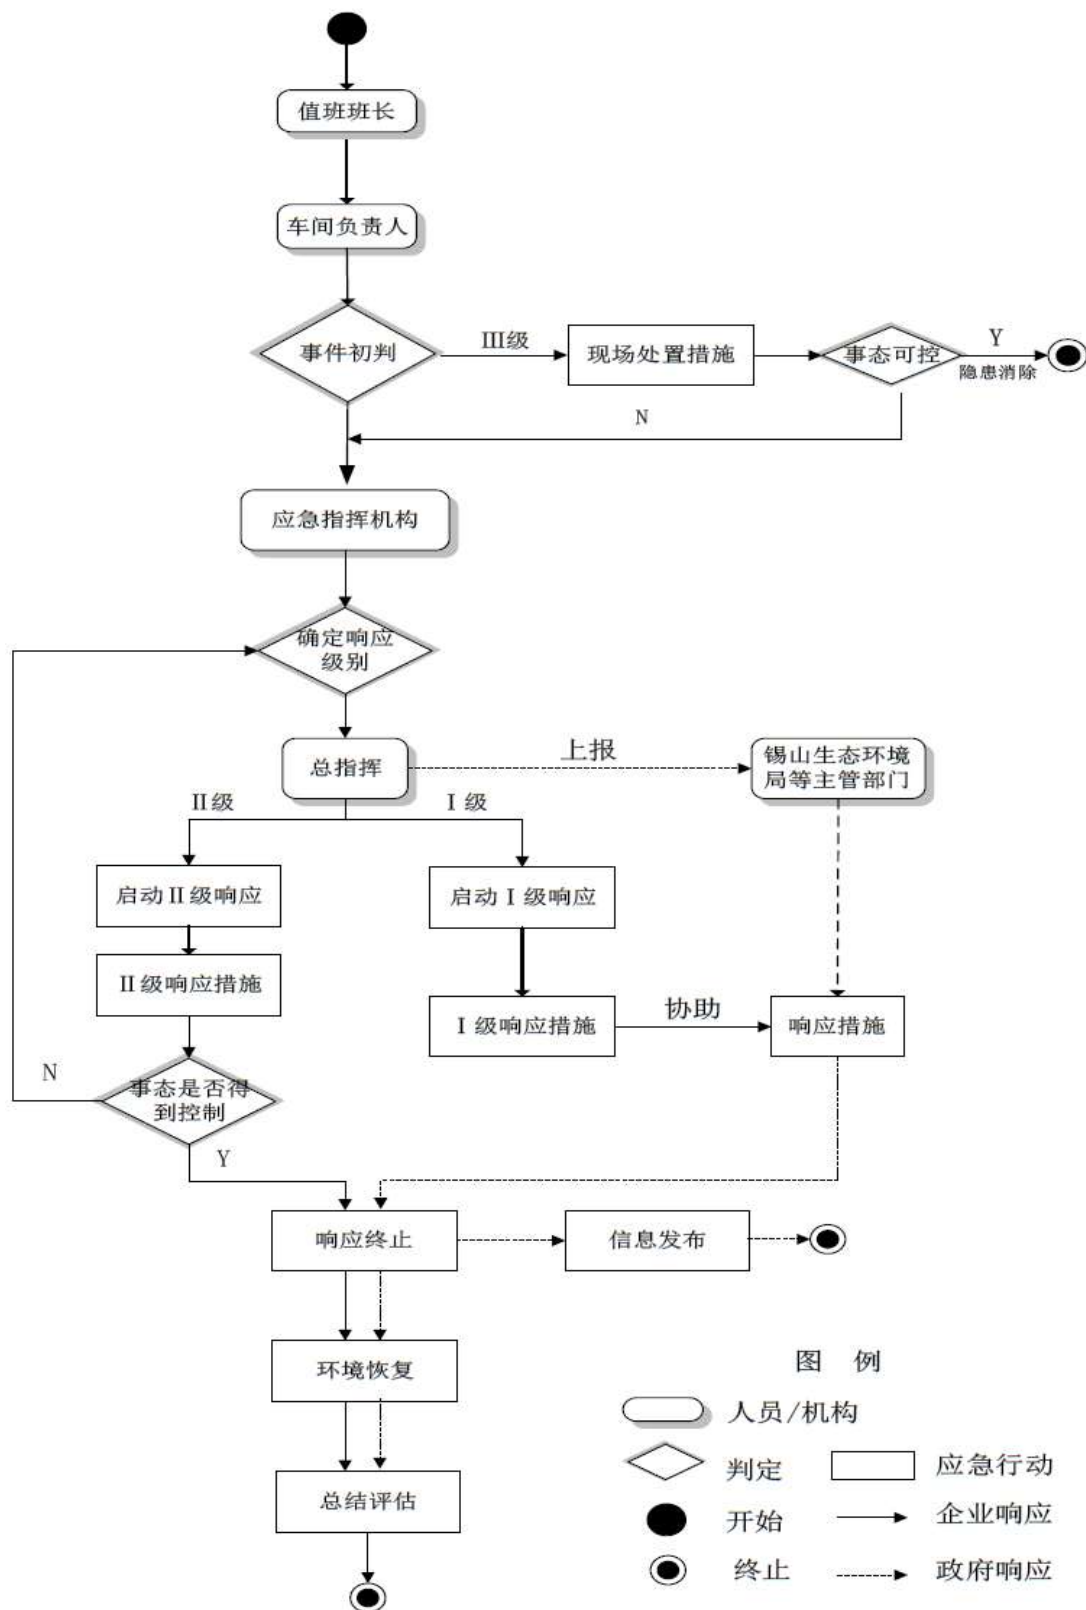 值班班长
车间负责人
事件初判
III级
现场处置措施
事态可控
Y
隐患消除
N
应急指挥机构
确定响应
级别
总指挥
上报
锡山生态环境
局等主管部门
II级
I 级
启动II级响应
启动 I 级响应
II级响应措施
I 级响应措施
协助
响应措施
N
事态是否得
到控制
Y
响应终止
信息发布
环境恢复
总结评估
图 例
人员/机构
判定
应急行动
开始
企业响应
终止
政府响应